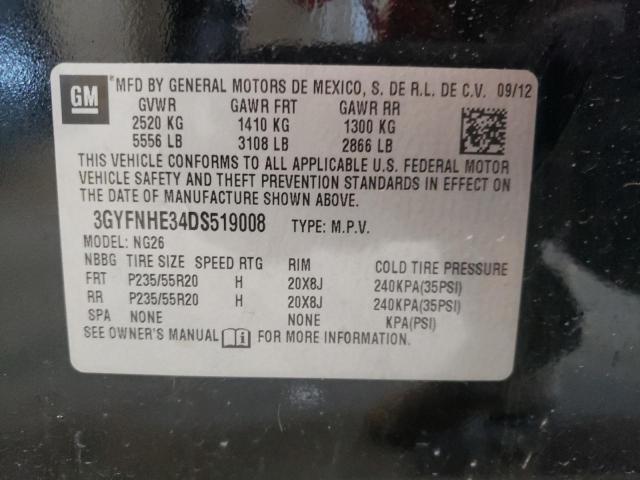 GM
*MFD BY GENERAL MOTORS DE MEXICO, S. DE R.L. DE C.V. 09/12
GVWR GAWR FRT GAWR RR
2520 KG 1410 KG 1300 KG
5556 LB 3108 LB 2866 LB
THIS VEHICLE CONFORMS TO ALL APPLICABLE U.S. FEDERAL MOTOR
VEHICLE SAFETY AND THEFT PREVENTION STANDARDS IN EFFECT ON
THE DATE OF MANUFACTURE SHOWN ABOVE.
3GYFNHE34DS519008 TYPE: M.P.V.
MODEL: NG26
NBBG TIRE SIZE SPEED RTG RIM COLD TIRE PRESSURE
FRT P235/55R20 H 20X8J 240KPA(35PSI)
RR P235/55R20 H 20X8J 240KPA(35PSI)
SPA NONE NONE KPA(PSI)
SEE OWNER'S MANUAL i FOR MORE INFORMATION.